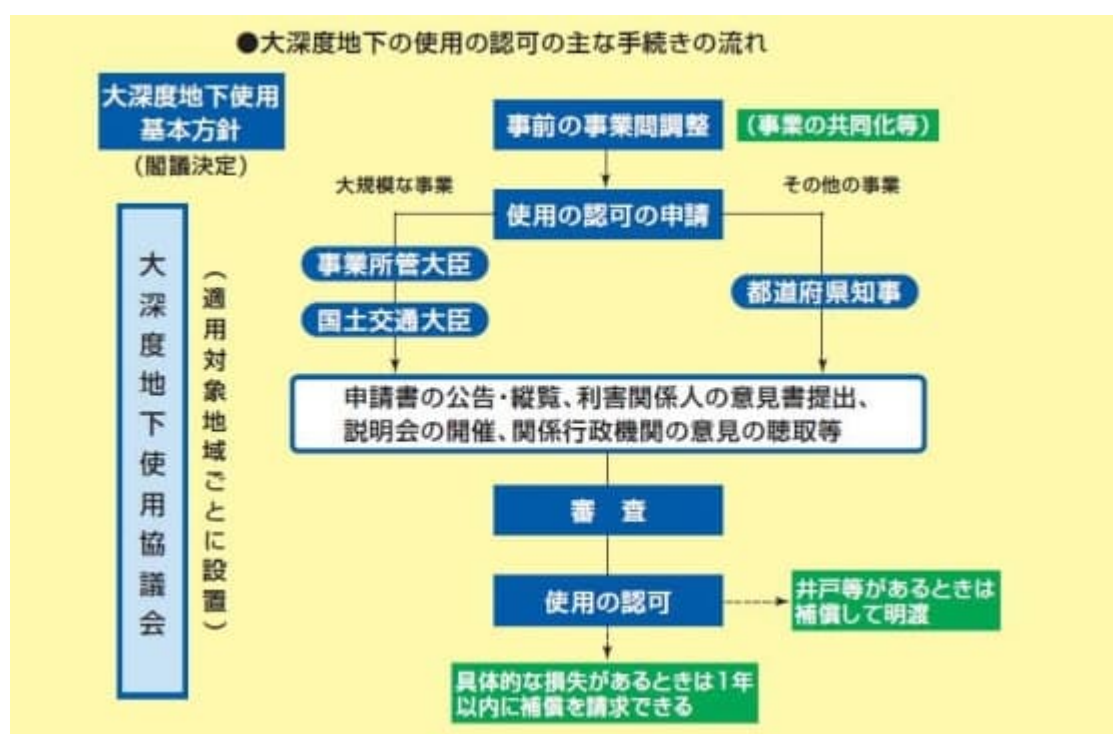 ●大深度地下の使用の認可の主な手続きの流れ
大深度地下使用
基本方針
(閣議決定)
事前の事業間調整
(事業の共同化等)
大規模な事業
その他の事業
使用の認可の申請
事業所管大臣
国土交通大臣
都道府県知事
大深度地下使用協議会
(適用対象地域ごとに設置)
申請書の公告・縦覧、利害関係人の意見書提出、
説明会の開催、関係行政機関の意見の聴取等
審 査
使用の認可
井戸等があるときは
補償して明渡
具体的な損失があるときは1年
以内に補償を請求できる